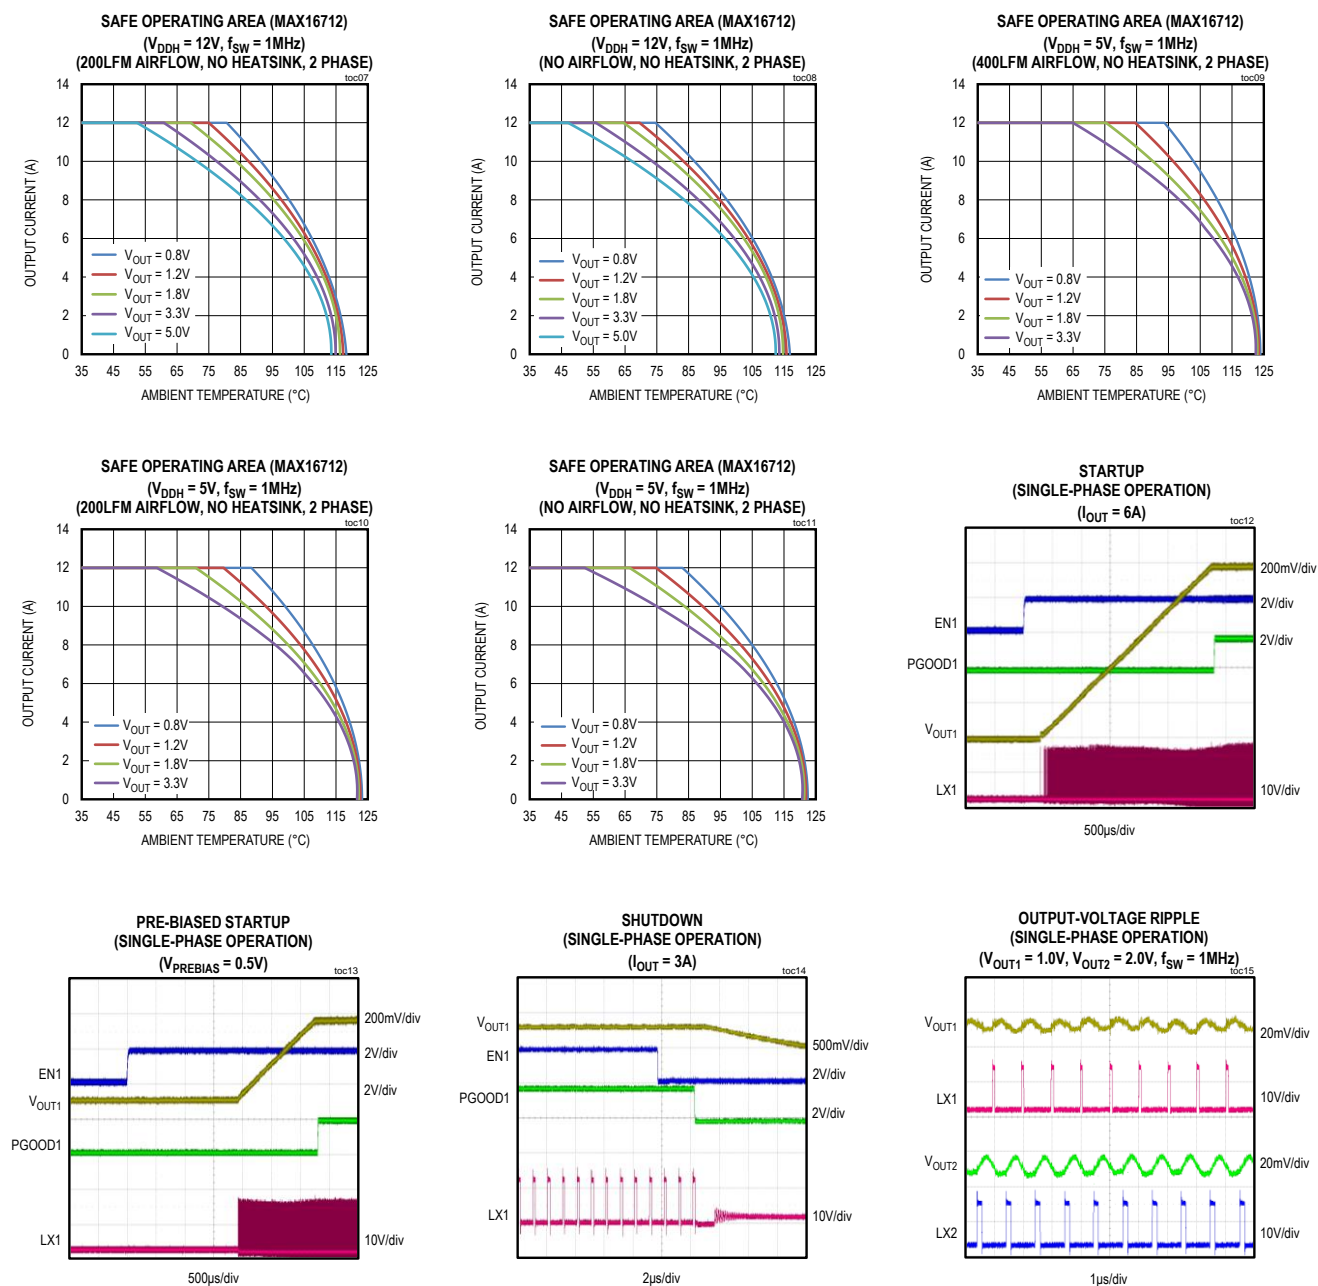 SAFE OPERATING AREA (MAX16712)
(VDDH = 12V, fSW = 1MHz)
(200LFM AIRFLOW, NO HEATSINK, 2 PHASE)
toc07
14
12
10
8
6
4
2
0
OUTPUT CURRENT (A)
VOUT = 0.8V
VOUT = 1.2V
VOUT = 1.8V
VOUT = 3.3V
VOUT = 5.0V
35 45 55 65 75 85 95 105 115 125
AMBIENT TEMPERATURE (°C)
SAFE OPERATING AREA (MAX16712)
(VDDH = 12V, fSW = 1MHz)
(NO AIRFLOW, NO HEATSINK, 2 PHASE)
toc08
14
12
10
8
6
4
2
0
OUTPUT CURRENT (A)
VOUT = 0.8V
VOUT = 1.2V
VOUT = 1.8V
VOUT = 3.3V
VOUT = 5.0V
35 45 55 65 75 85 95 105 115 125
AMBIENT TEMPERATURE (°C)
SAFE OPERATING AREA (MAX16712)
(VDDH = 5V, fSW = 1MHz)
(400LFM AIRFLOW, NO HEATSINK, 2 PHASE)
toc09
14
12
10
8
6
4
2
0
OUTPUT CURRENT (A)
VOUT = 0.8V
VOUT = 1.2V
VOUT = 1.8V
VOUT = 3.3V
35 45 55 65 75 85 95 105 115 125
AMBIENT TEMPERATURE (°C)
SAFE OPERATING AREA (MAX16712)
(VDDH = 5V, fSW = 1MHz)
(200LFM AIRFLOW, NO HEATSINK, 2 PHASE)
toc10
14
12
10
8
6
4
2
0
OUTPUT CURRENT (A)
VOUT = 0.8V
VOUT = 1.2V
VOUT = 1.8V
VOUT = 3.3V
35 45 55 65 75 85 95 105 115 125
AMBIENT TEMPERATURE (°C)
SAFE OPERATING AREA (MAX16712)
(VDDH = 5V, fSW = 1MHz)
(NO AIRFLOW, NO HEATSINK, 2 PHASE)
toc11
14
12
10
8
6
4
2
0
OUTPUT CURRENT (A)
VOUT = 0.8V
VOUT = 1.2V
VOUT = 1.8V
VOUT = 3.3V
35 45 55 65 75 85 95 105 115 125
AMBIENT TEMPERATURE (°C)
STARTUP
(SINGLE-PHASE OPERATION)
(IOUT = 6A)
toc12
200mV/div
EN1 2V/div
2V/div
PGOOD1
VOUT1
LX1 10V/div
500µs/div
PRE-BIASED STARTUP
(SINGLE-PHASE OPERATION)
(VPREBIAS = 0.5V)
toc13
200mV/div
2V/div
EN1
2V/div
VOUT1
PGOOD1
LX1 10V/div
500µs/div
SHUTDOWN
(SINGLE-PHASE OPERATION)
(IOUT = 3A)
toc14
VOUT1
500mV/div
EN1
2V/div
PGOOD1
2V/div
LX1 10V/div
2µs/div
OUTPUT-VOLTAGE RIPPLE
(SINGLE-PHASE OPERATION)
(VOUT1 = 1.0V, VOUT2 = 2.0V, fSW = 1MHz)
toc15
VOUT1 20mV/div
LX1 10V/div
VOUT2 20mV/div
LX2 10V/div
1µs/div